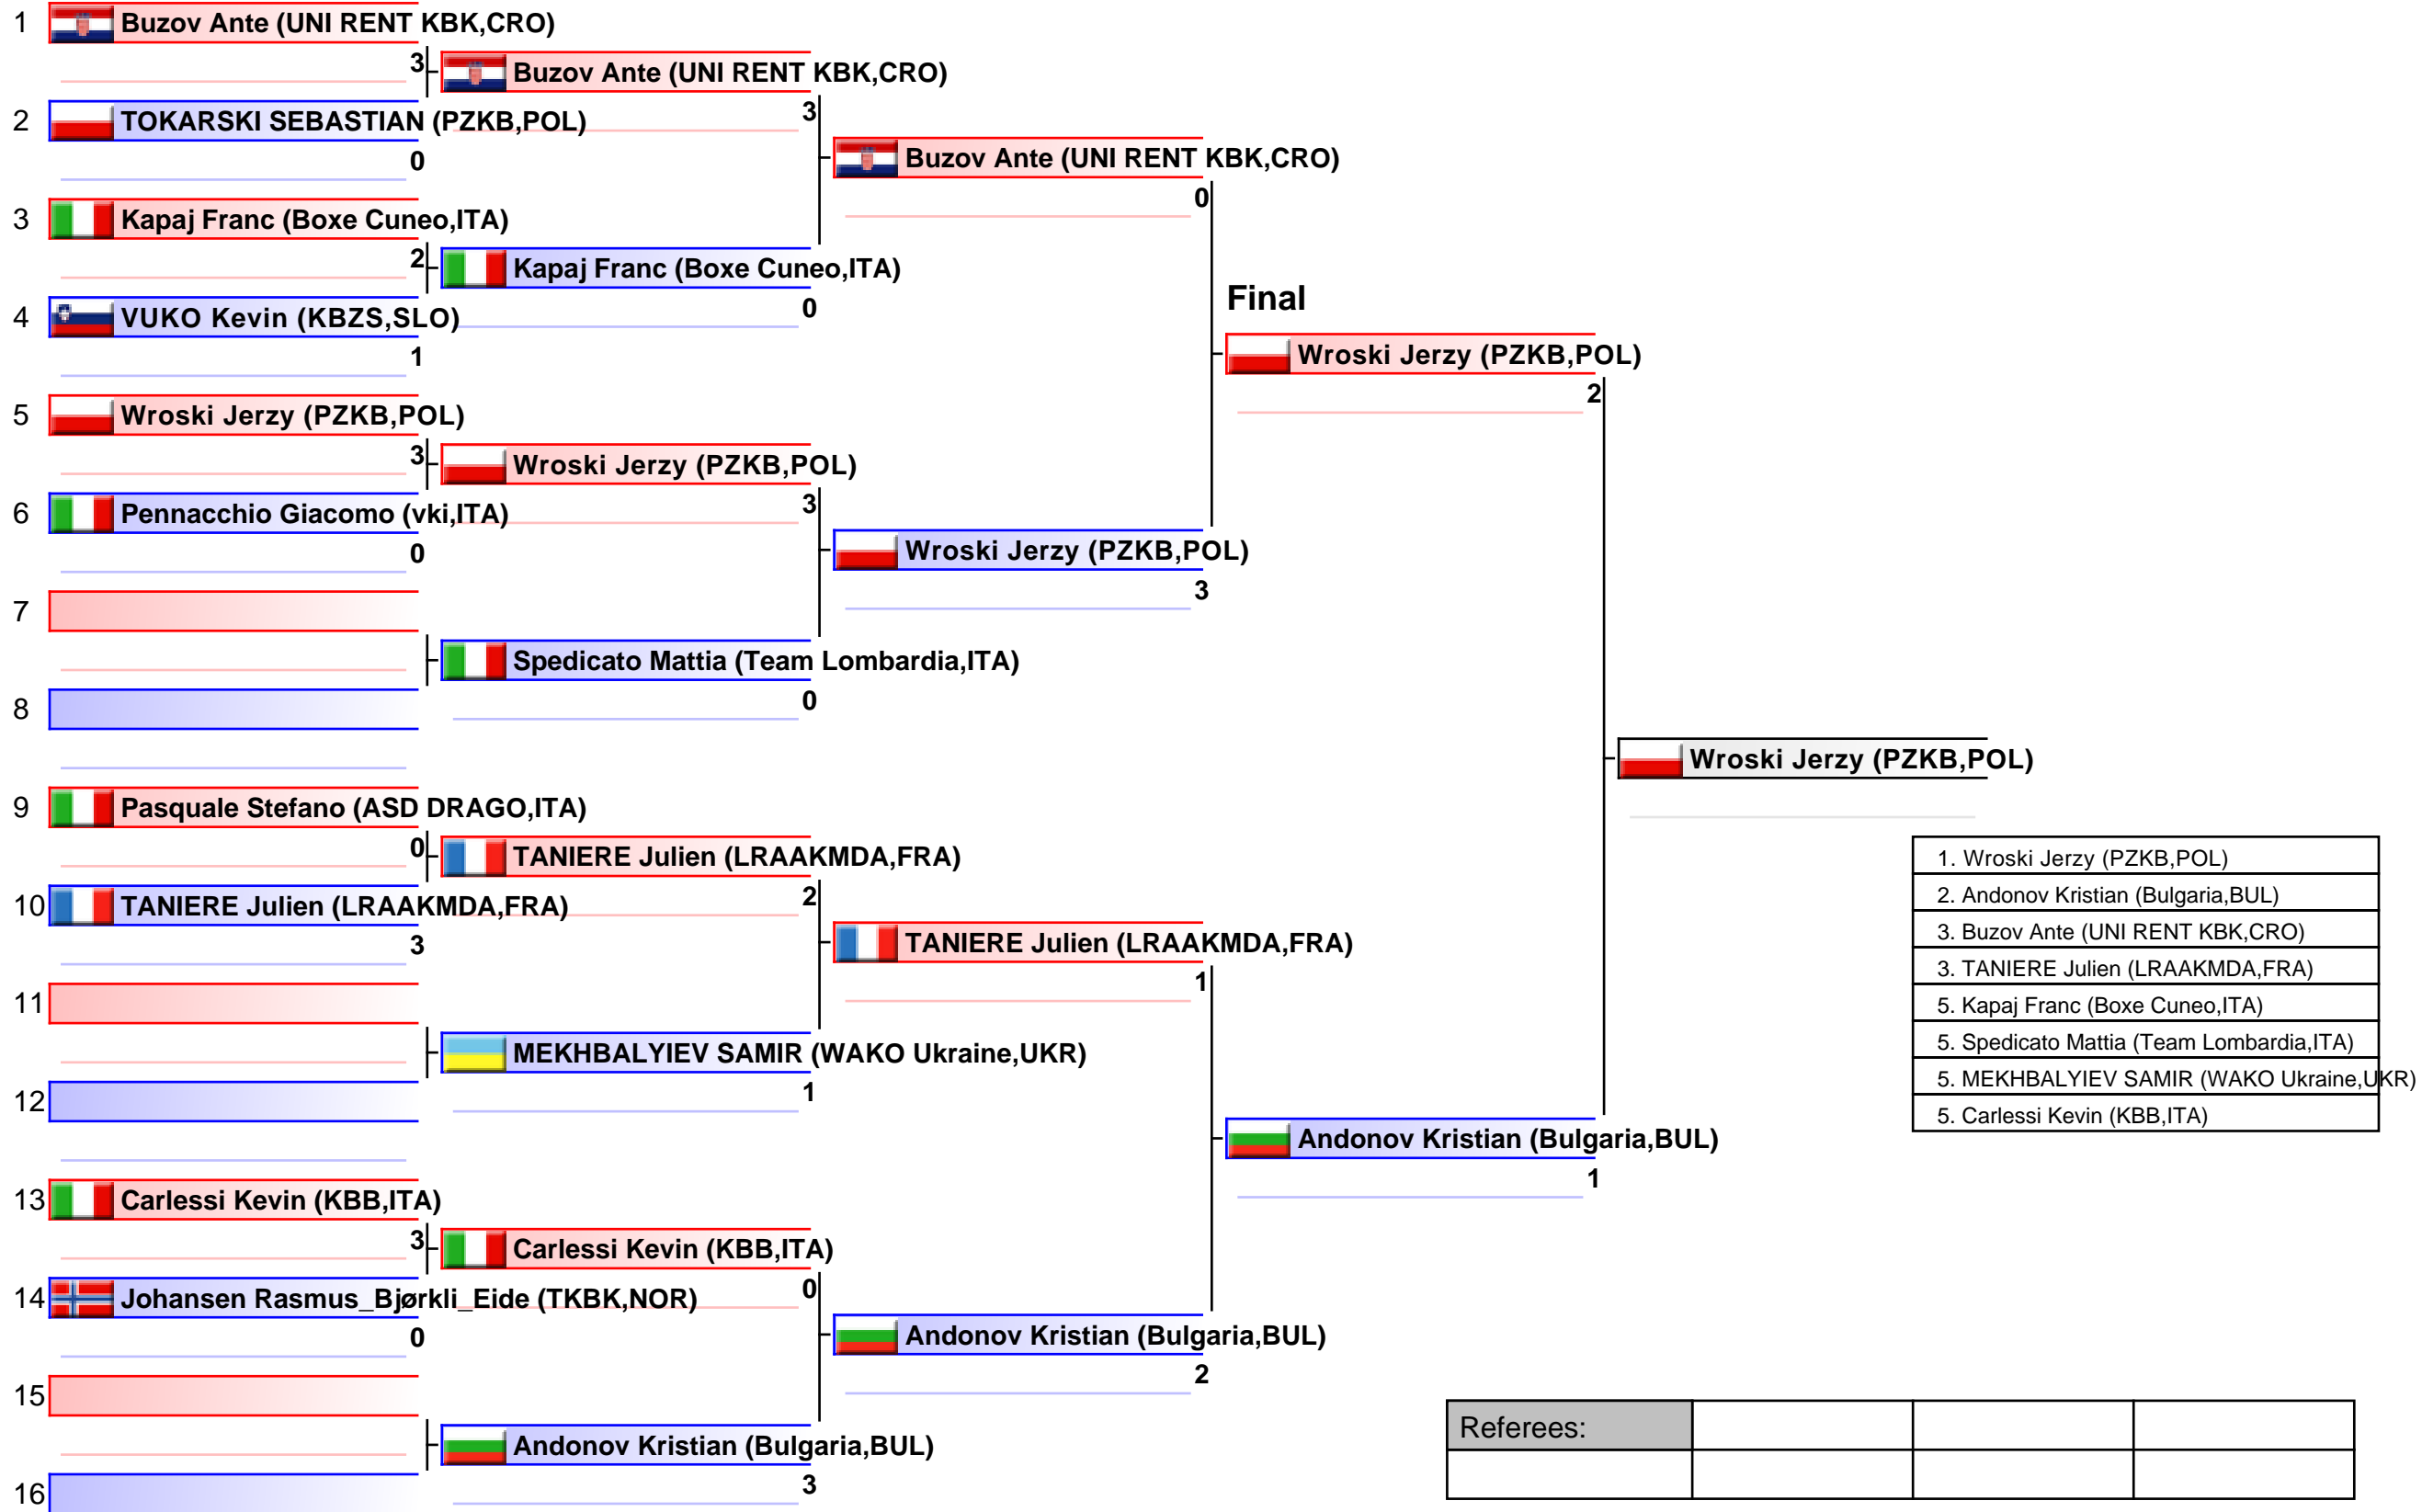 1 Buzov Ante (UNI RENT KBK,CRO)
3
2 TOKARSKI SEBASTIAN (PZKB,POL)
0
3 Kapaj Franc (Boxe Cuneo,ITA)
2
4 VUKO Kevin (KBZS,SLO)
1
5 Wroski Jerzy (PZKB,POL)
3
6 Pennacchio Giacomo (vki,ITA)
0
7
8
9 Pasquale Stefano (ASD DRAGO,ITA)
0
10 TANIERE Julien (LRAAKMDA,FRA)
3
11
12
13 Carlessi Kevin (KBB,ITA)
3
14 Johansen Rasmus_Bjørkli_Eide (TKBK,NOR)
0
15
16
Buzov Ante (UNI RENT KBK,CRO)
3
Kapaj Franc (Boxe Cuneo,ITA)
0
Wroski Jerzy (PZKB,POL)
3
Spedicato Mattia (Team Lombardia,ITA)
0
TANIERE Julien (LRAAKMDA,FRA)
2
MEKHBALYIEV SAMIR (WAKO Ukraine,UKR)
1
Carlessi Kevin (KBB,ITA)
0
Andonov Kristian (Bulgaria,BUL)
3
Buzov Ante (UNI RENT KBK,CRO)
0
Wroski Jerzy (PZKB,POL)
3
TANIERE Julien (LRAAKMDA,FRA)
1
Andonov Kristian (Bulgaria,BUL)
2
Final
Wroski Jerzy (PZKB,POL)
2
Andonov Kristian (Bulgaria,BUL)
1
Wroski Jerzy (PZKB,POL)
1. Wroski Jerzy (PZKB,POL)
2. Andonov Kristian (Bulgaria,BUL)
3. Buzov Ante (UNI RENT KBK,CRO)
3. TANIERE Julien (LRAAKMDA,FRA)
5. Kapaj Franc (Boxe Cuneo,ITA)
5. Spedicato Mattia (Team Lombardia,ITA)
5. MEKHBALYIEV SAMIR (WAKO Ukraine,UKR)
5. Carlessi Kevin (KBB,ITA)
Referees: